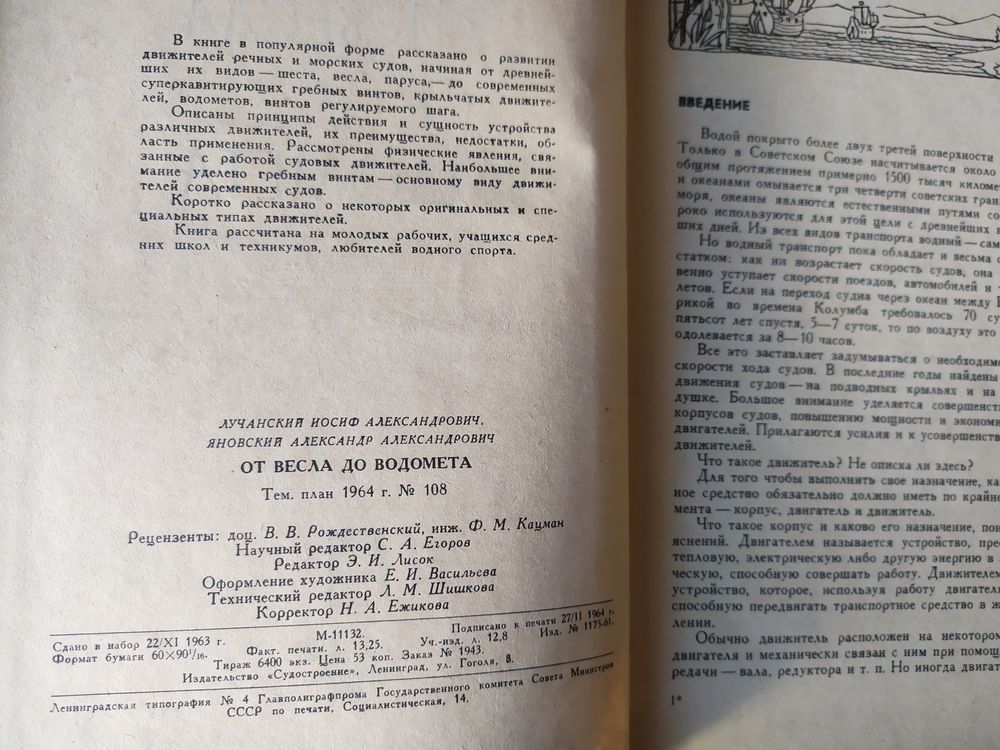 В книге в популярной форме рассказано о развитии
движителей речных и морских судов, начиная от древней-
ших их видов — шеста, весла, паруса,— до современных
суперкавитирующих гребных винтов, крыльчатых движите-
лей, водометов, винтов регулируемого шага.
Описаны принципы действия и сущность устройства
различных движителей, их преимущества, недостатки, об-
ласть применения. Рассмотрены физические явления, свя-
занные с работой судовых движителей. Наибольшее вни-
мание уделено гребным винтам — основному виду движи-
телей современных судов.
Коротко рассказано о некоторых оригинальных и спе-
циальных типах движителей.
Книга рассчитана на молодых рабочих, учащихся сред-
них школ и техникумов, любителей водного спорта.
ЛУЧАНСКИЙ ИОСИФ АЛЕКСАНДРОВИЧ,
ЯНОВСКИЙ АЛЕКСАНДР АЛЕКСАНДРОВИЧ
ОТ ВЕСЛА ДО ВОДОМЕТА
Тем. план 1964 г. № 108
Рецензенты: доц. В. В. Рождественский, инж. Ф. М. Кацман
Научный редактор С. А. Егоров
Редактор Э. И. Лисок
Оформление художника Е. И. Васильева
Технический редактор Л. М. Шишкова
Корректор Н. А. Ежикова
Сдано в набор 22/XI 1963 г. М-11132. Подписано к печати 27/II 1964 г.
Формат бумаги 60×90¹/₁₆. Факт. печати. л. 13,25. Уч.-изд. л. 12,8 Изд. № 1175-61.
Тираж 6400 экз. Цена 53 коп. Заказ № 1943.
Издательство «Судостроение», Ленинград, ул. Гоголя, 8.
Ленинградская типография № 4 Главполиграфпрома Государственного комитета Совета Министров
СССР по печати, Социалистическая, 14.
ВВЕДЕНИЕ
Водой покрыто более двух третей поверхности
Только в Советском Союзе насчитывается около
общим протяжением примерно 1500 тысяч киломе
и океанами омывается три четверти советских гран
моря, океаны являются естественными путями со
роко используются для этой цели с древнейших в
ших дней. Из всех видов транспорта водный — сам
Но водный транспорт пока обладает и весьма с
статком: как ни возрастает скорость судов, она
венно уступает скорости поездов, автомобилей и
летов. Если на переход судна через океан между
рикой во времена Колумба требовалось 70 су
пятьсот лет спустя, 5—7 суток, то по воздуху это
одолевается за 8—10 часов.
Все это заставляет задумываться о необходимо
скорости хода судов. В последние годы найдены
движения судов — на подводных крыльях и на
душке. Большое внимание уделяется совершенст
корпусов судов, повышению мощности и экономи
двигателей. Прилагаются усилия и к усовершенств
движителей.
Что такое движитель? Не описка ли здесь?
Для того чтобы выполнить свое назначение, ка
ное средство обязательно должно иметь по крайне
мента — корпус, двигатель и движитель.
Что такое корпус и каково его назначение, пон
яснений. Двигателем называется устройство, прео
тепловую, электрическую либо другую энергию в
ческую, способную совершать работу. Движителем
устройство, которое, используя работу двигател
способную передвигать транспортное средство в ж
лении.
Обычно движитель расположен на некотором
двигателя и механически связан с ним при помощ
редачи — вала, редуктора и т. п. Но иногда двигат
1*